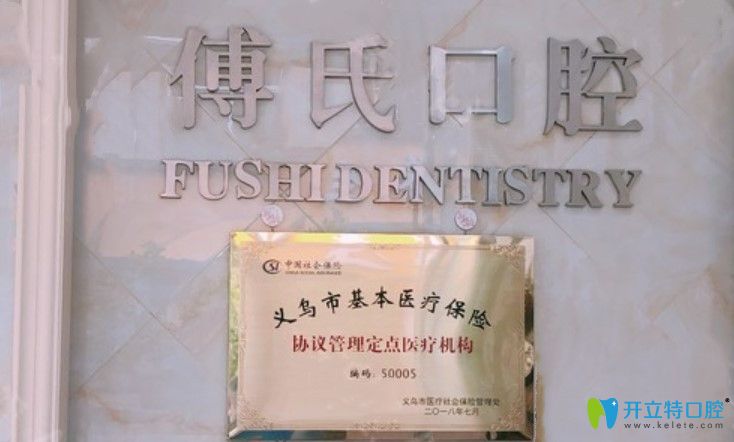 傅氏口腔
FUSHI DENTISTRY
中国社会保险
CHINA SOCIAL INSURANCE
义乌市基本医疗保险
协议管理定点医疗机构
编码：50005
义乌市医疗社会保险管理处
二〇一八年七月
开立特口腔
www.kelete.com